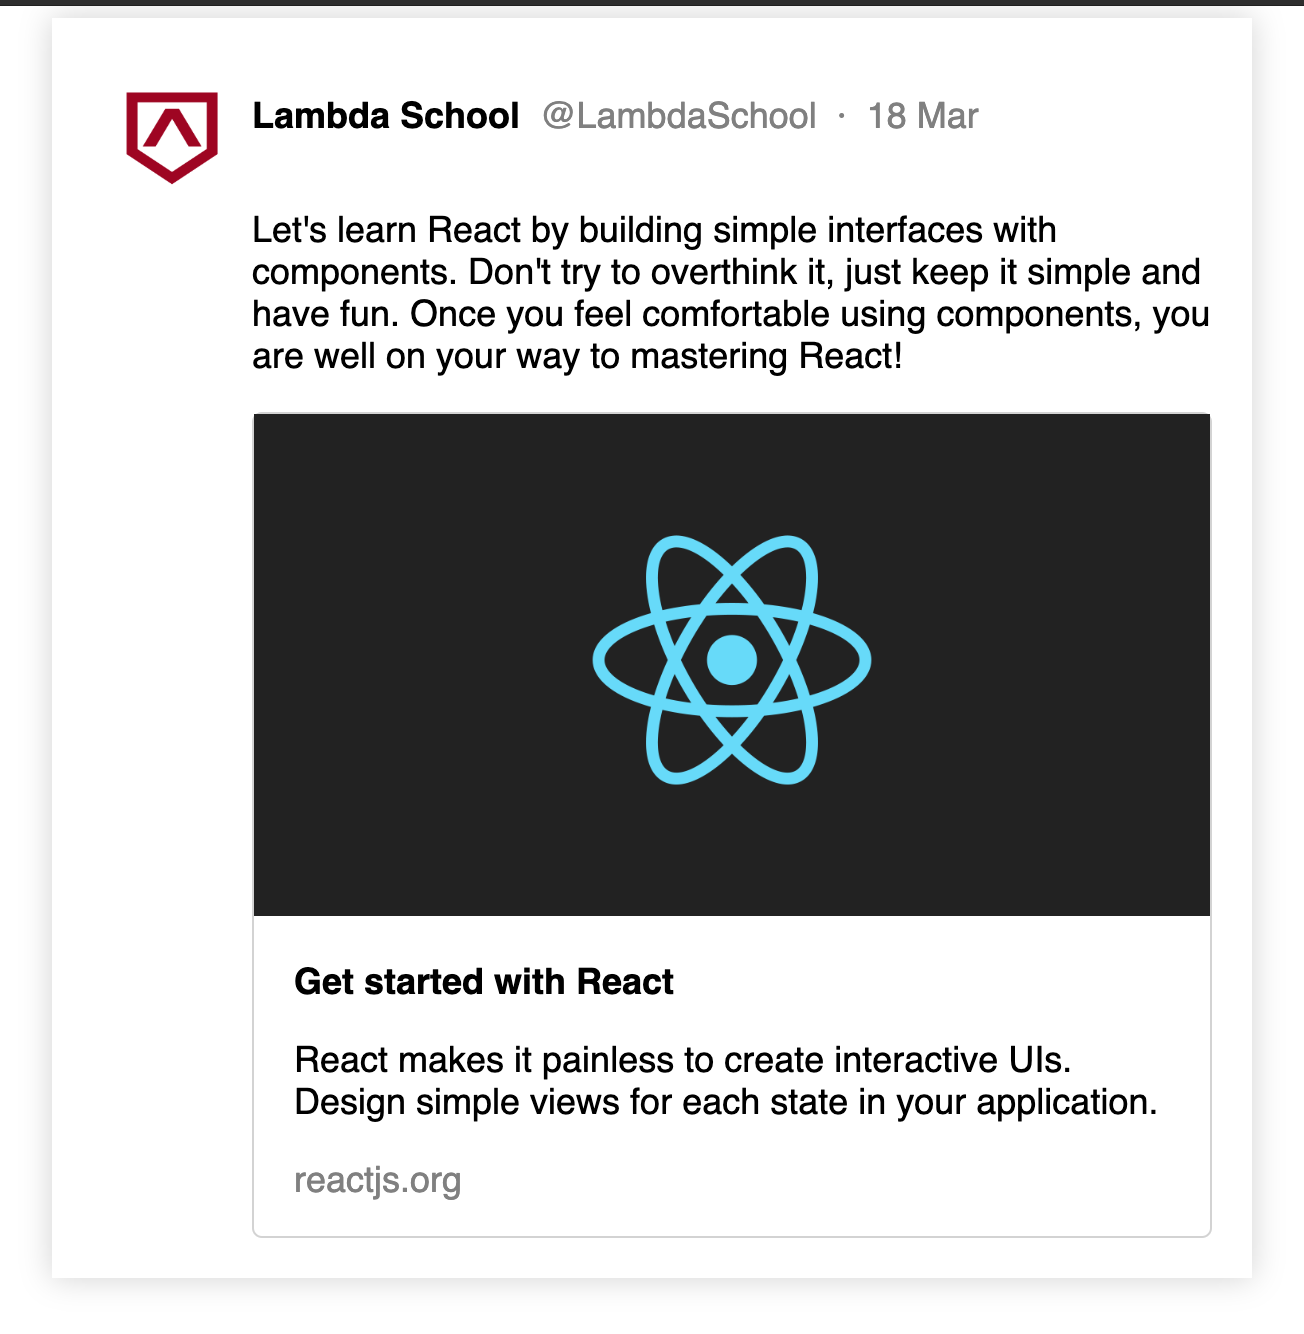 Lambda School @LambdaSchool · 18 Mar
Let's learn React by building simple interfaces with
components. Don't try to overthink it, just keep it simple and
have fun. Once you feel comfortable using components, you
are well on your way to mastering React!
Get started with React
React makes it painless to create interactive UIs.
Design simple views for each state in your application.
reactjs.org